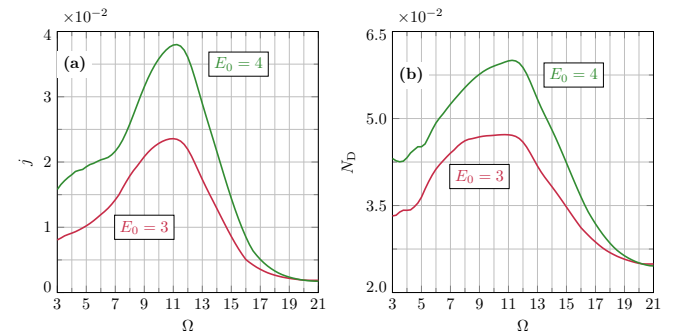 ×10⁻²
4
3
2
1
0
j
(a)
E₀ = 4
E₀ = 3
3 5 7 9 11 13 15 17 19 21
Ω
×10⁻²
6.5
5.0
3.5
2.0
N_D
(b)
E₀ = 4
E₀ = 3
3 5 7 9 11 13 15 17 19 21
Ω